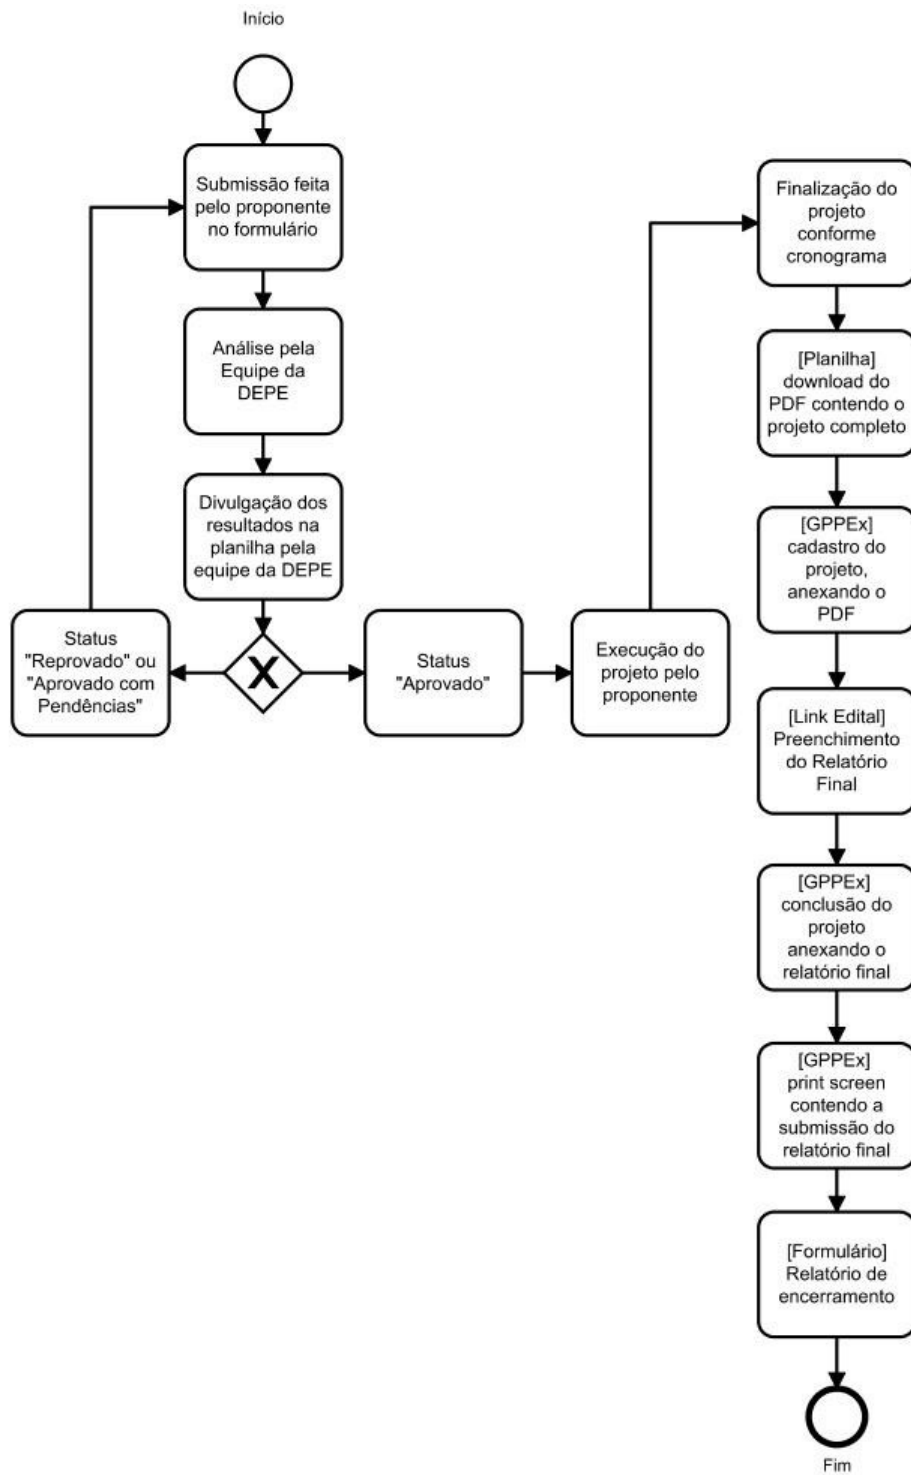 Início
Submissão feita
pelo proponente
no formulário
Análise pela
Equipe da
DEPE
Divulgação dos
resultados na
planilha pela
equipe da DEPE
Status
"Reprovado" ou
"Aprovado com
Pendências"
X
Status
"Aprovado"
Execução do
projeto pelo
proponente
Finalização do
projeto
conforme
cronograma
[Planilha]
download do
PDF contendo o
projeto completo
[GPPEx]
cadastro do
projeto,
anexando o
PDF
[Link Edital]
Preenchimento
do Relatório
Final
[GPPEx]
conclusão do
projeto
anexando o
relatório final
[GPPEx]
print screen
contendo a
submissão do
relatório final
[Formulário]
Relatório de
encerramento
Fim